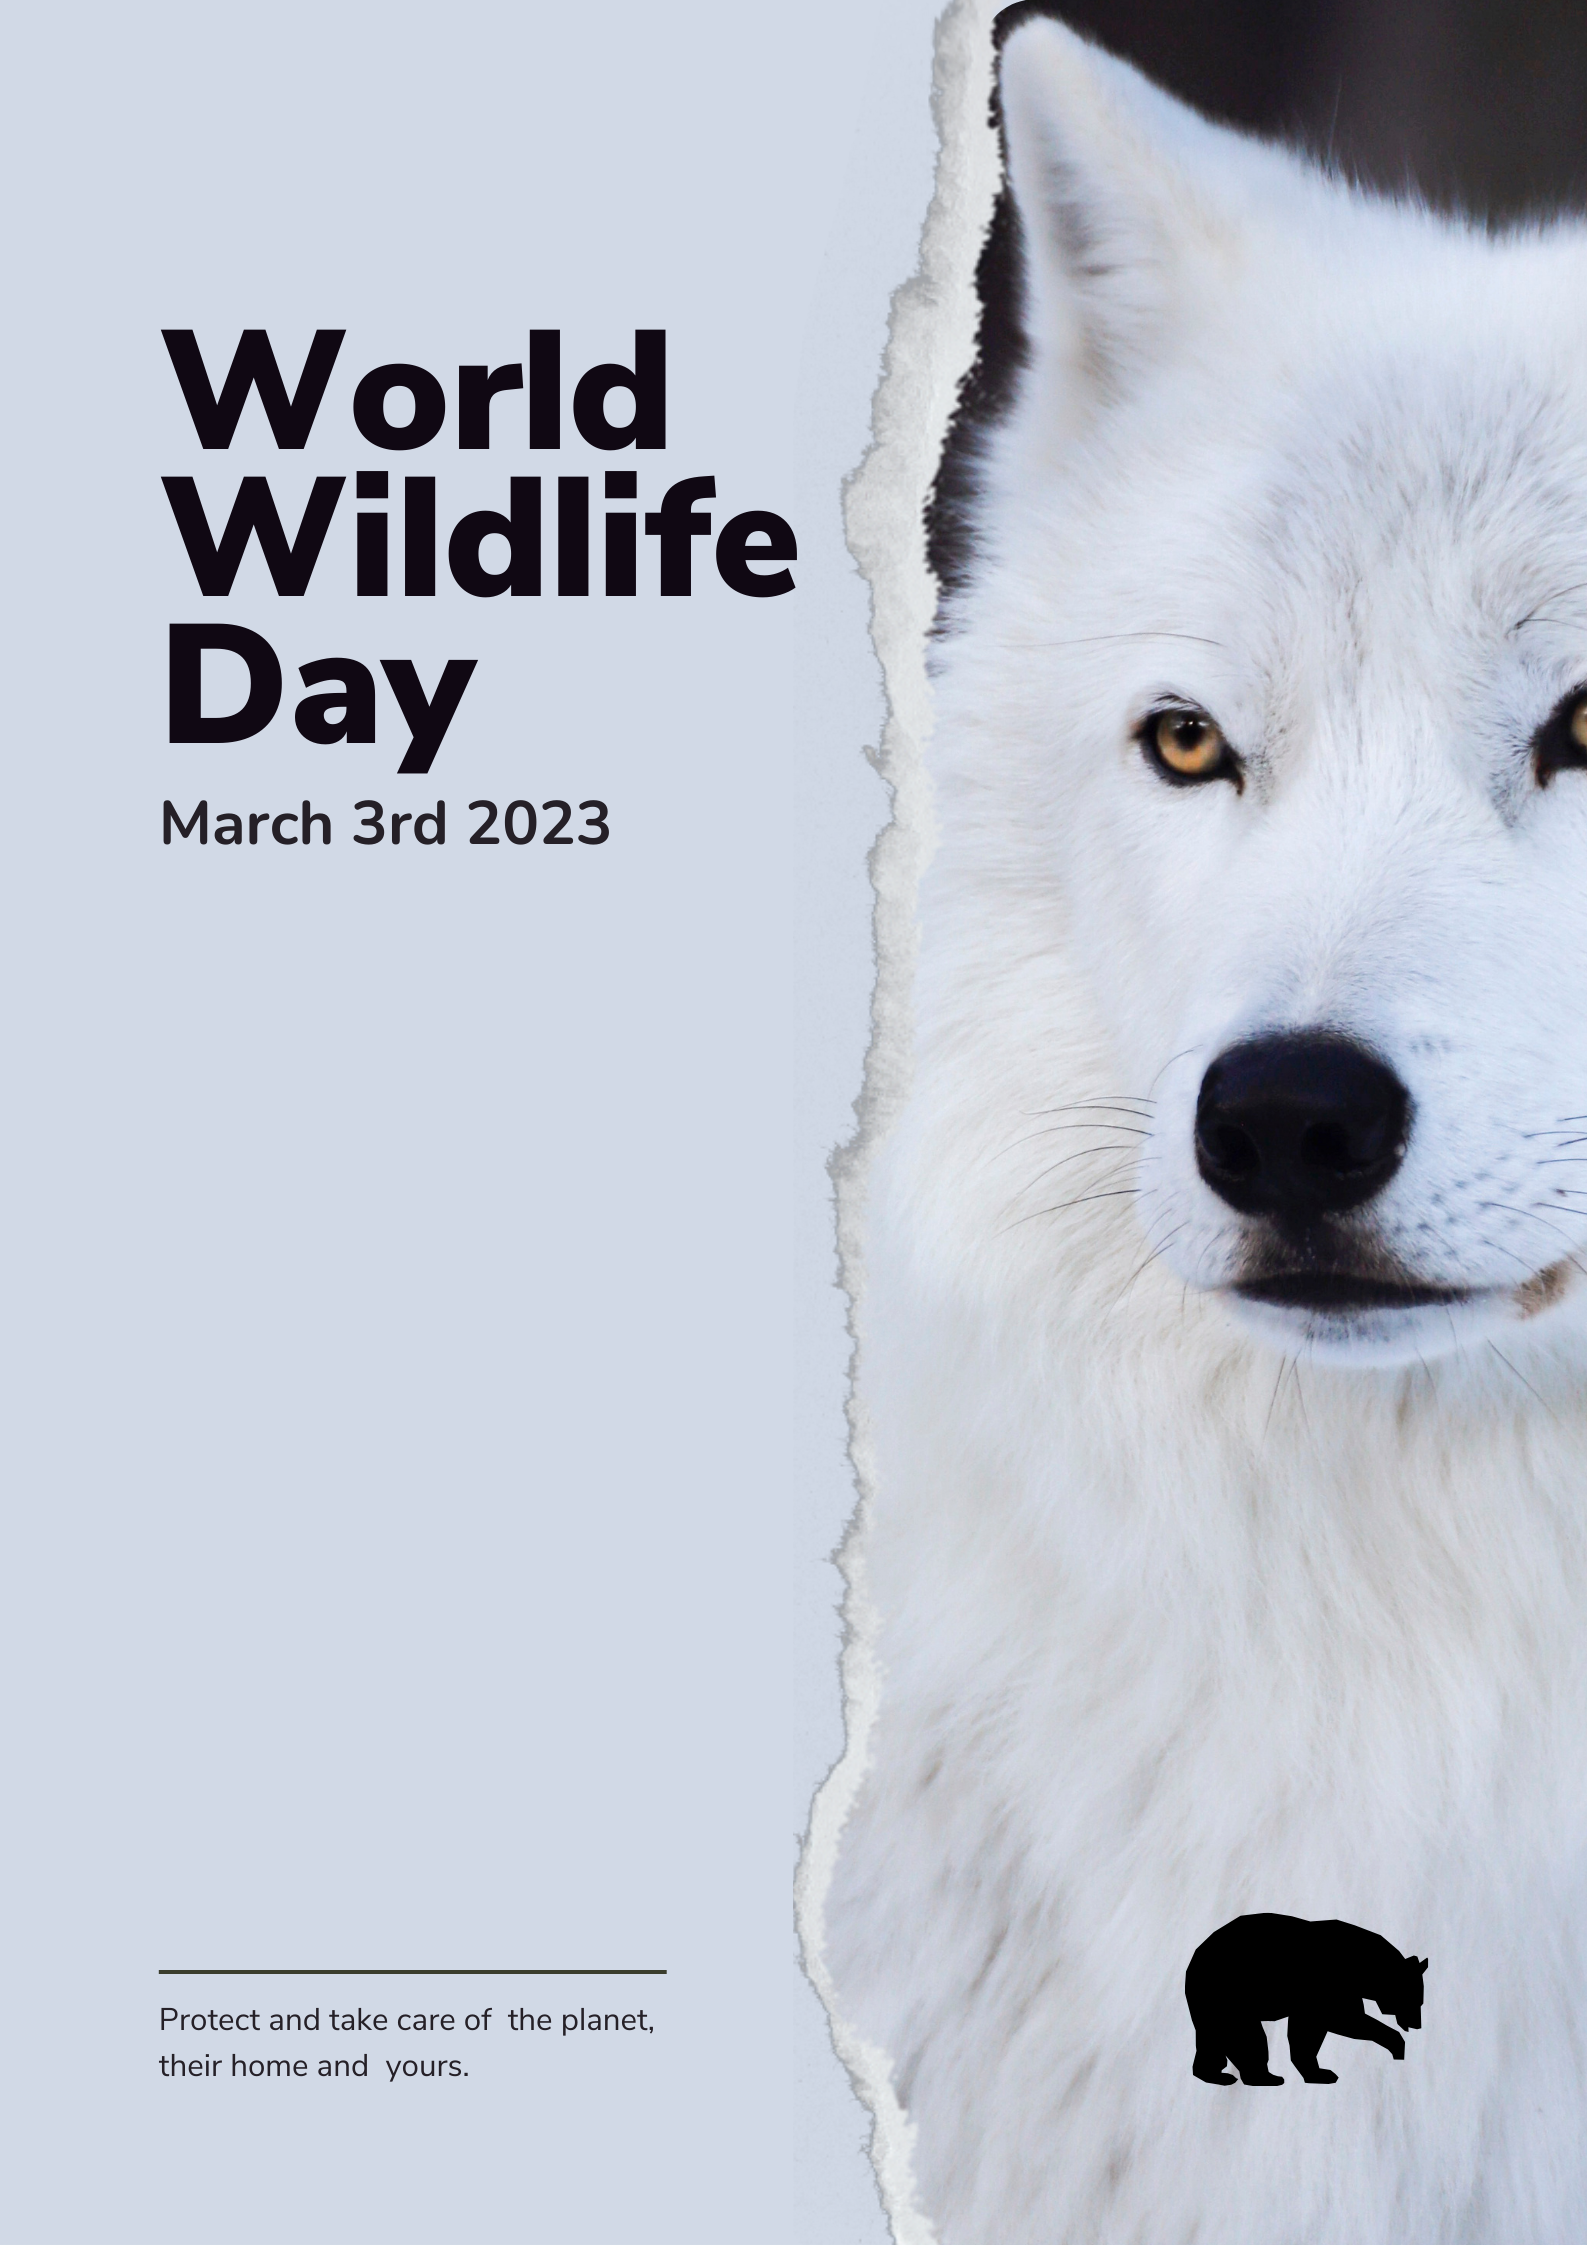 World
Wildlife
Day
March 3rd 2023
Protect and take care of  the planet,
their home and  yours.